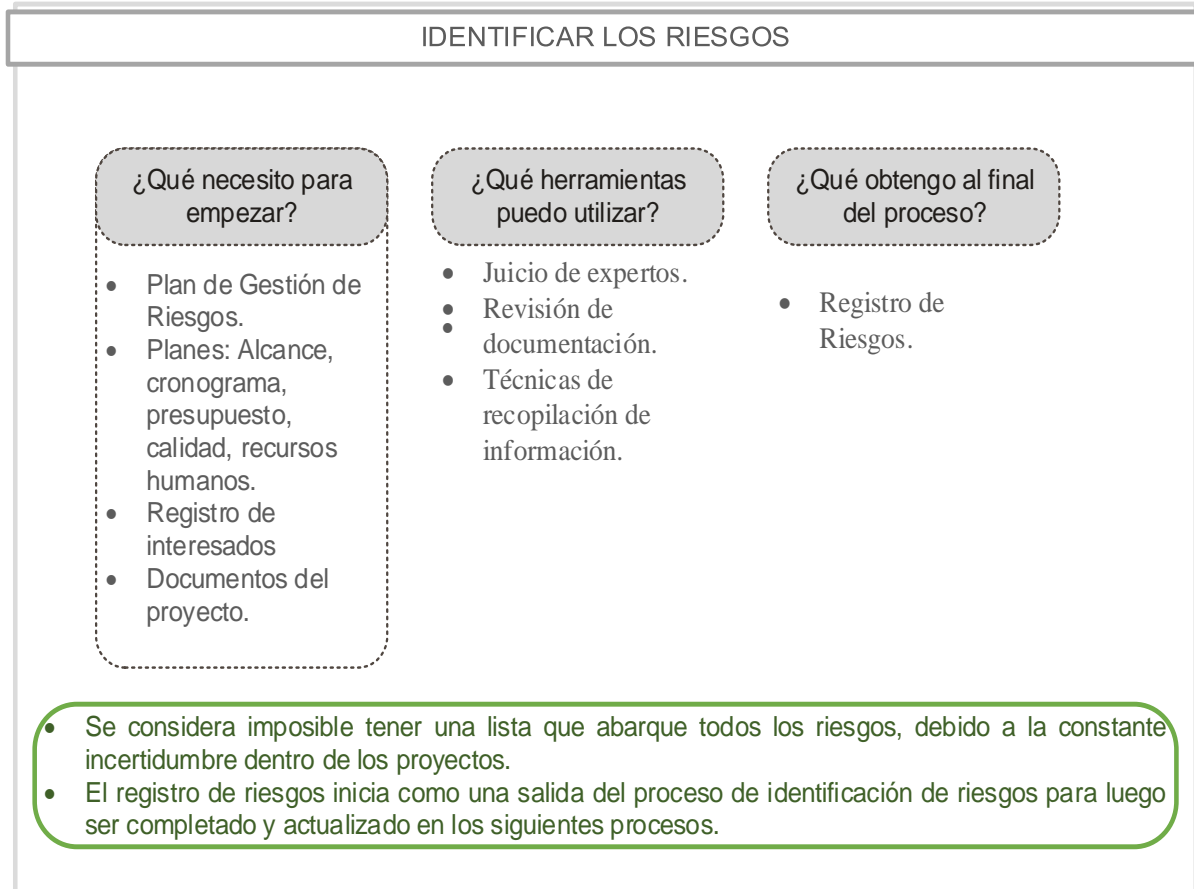 IDENTIFICAR LOS RIESGOS
¿Qué necesito para
empezar?
• Plan de Gestión de
Riesgos.
• Planes: Alcance,
cronograma,
presupuesto,
calidad, recursos
humanos.
• Registro de
interesados
• Documentos del
proyecto.
¿Qué herramientas
puedo utilizar?
• Juicio de expertos.
• Revisión de
•
documentación.
• Técnicas de
recopilación de
información.
¿Qué obtengo al final
del proceso?
• Registro de
Riesgos.
• Se considera imposible tener una lista que abarque todos los riesgos, debido a la constante
incertidumbre dentro de los proyectos.
• El registro de riesgos inicia como una salida del proceso de identificación de riesgos para luego
ser completado y actualizado en los siguientes procesos.